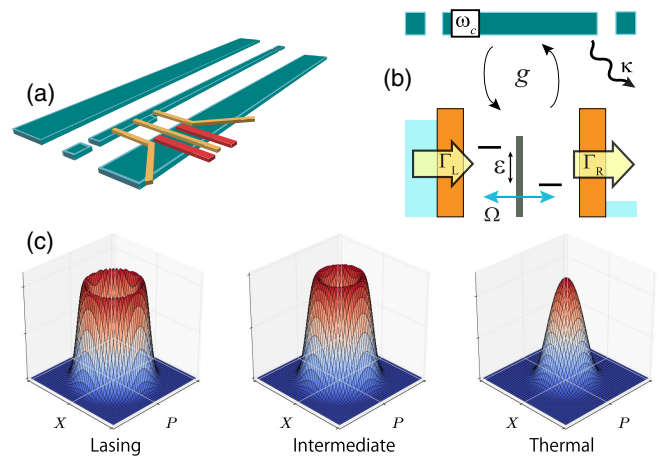 (a)
ω_c
κ
(b)
g
Γ_L
ε
Γ_R
Ω
(c)
X
P
X
P
X
P
Lasing
Intermediate
Thermal